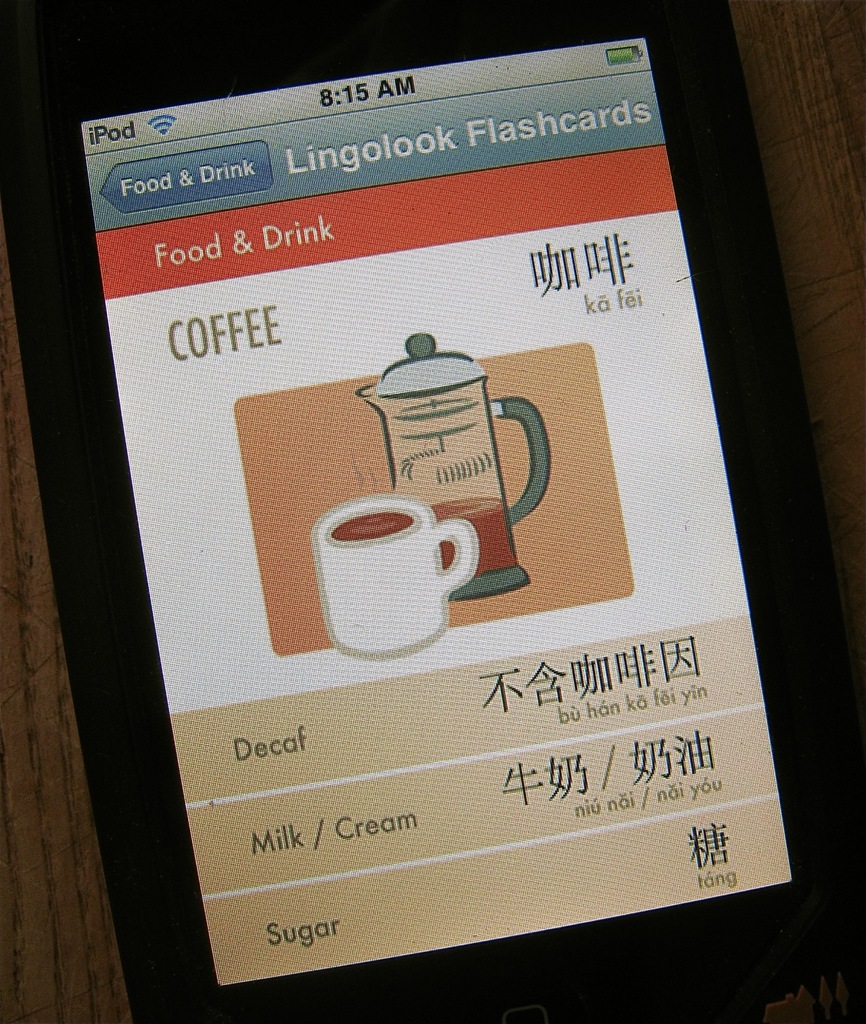 iPod 8:15 AM
Food & Drink Lingolook Flashcards
Food & Drink
COFFEE 咖啡
kā fēi
Decaf 不含咖啡因
bù hán kā fēi yīn
Milk / Cream 牛奶 / 奶油
niú nǎi / nǎi yóu
Sugar 糖
táng